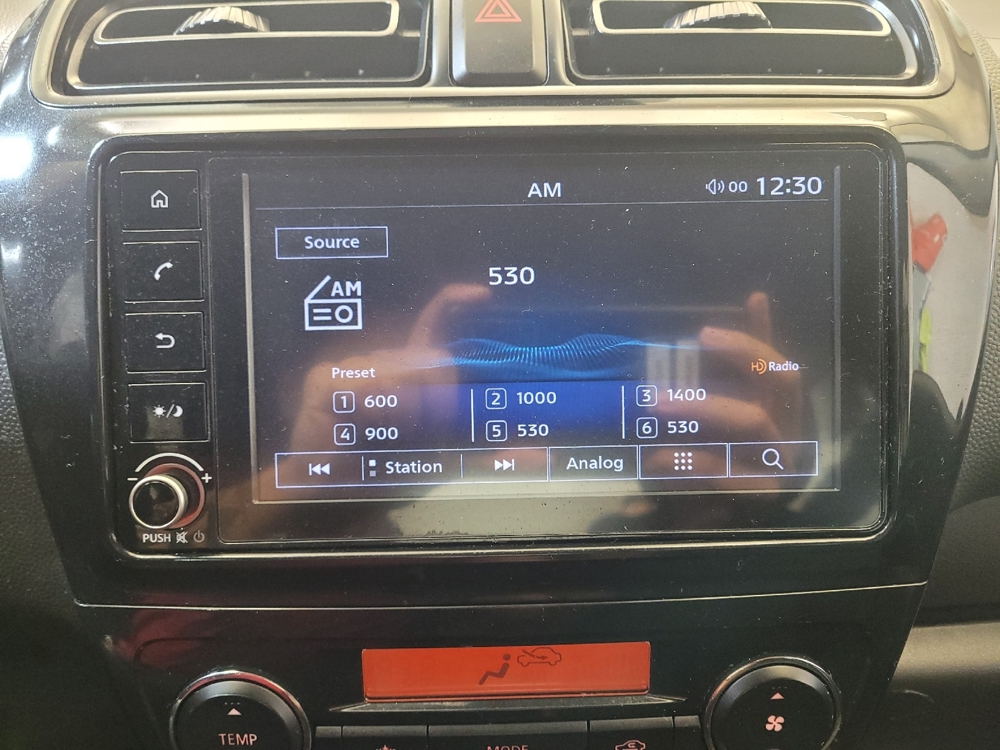 AM
00 12:30
Source
530
AM
HD Radio
Preset
1 600
2 1000
3 1400
4 900
5 530
6 530
Station
Analog
- +
PUSH
TEMP
MODE